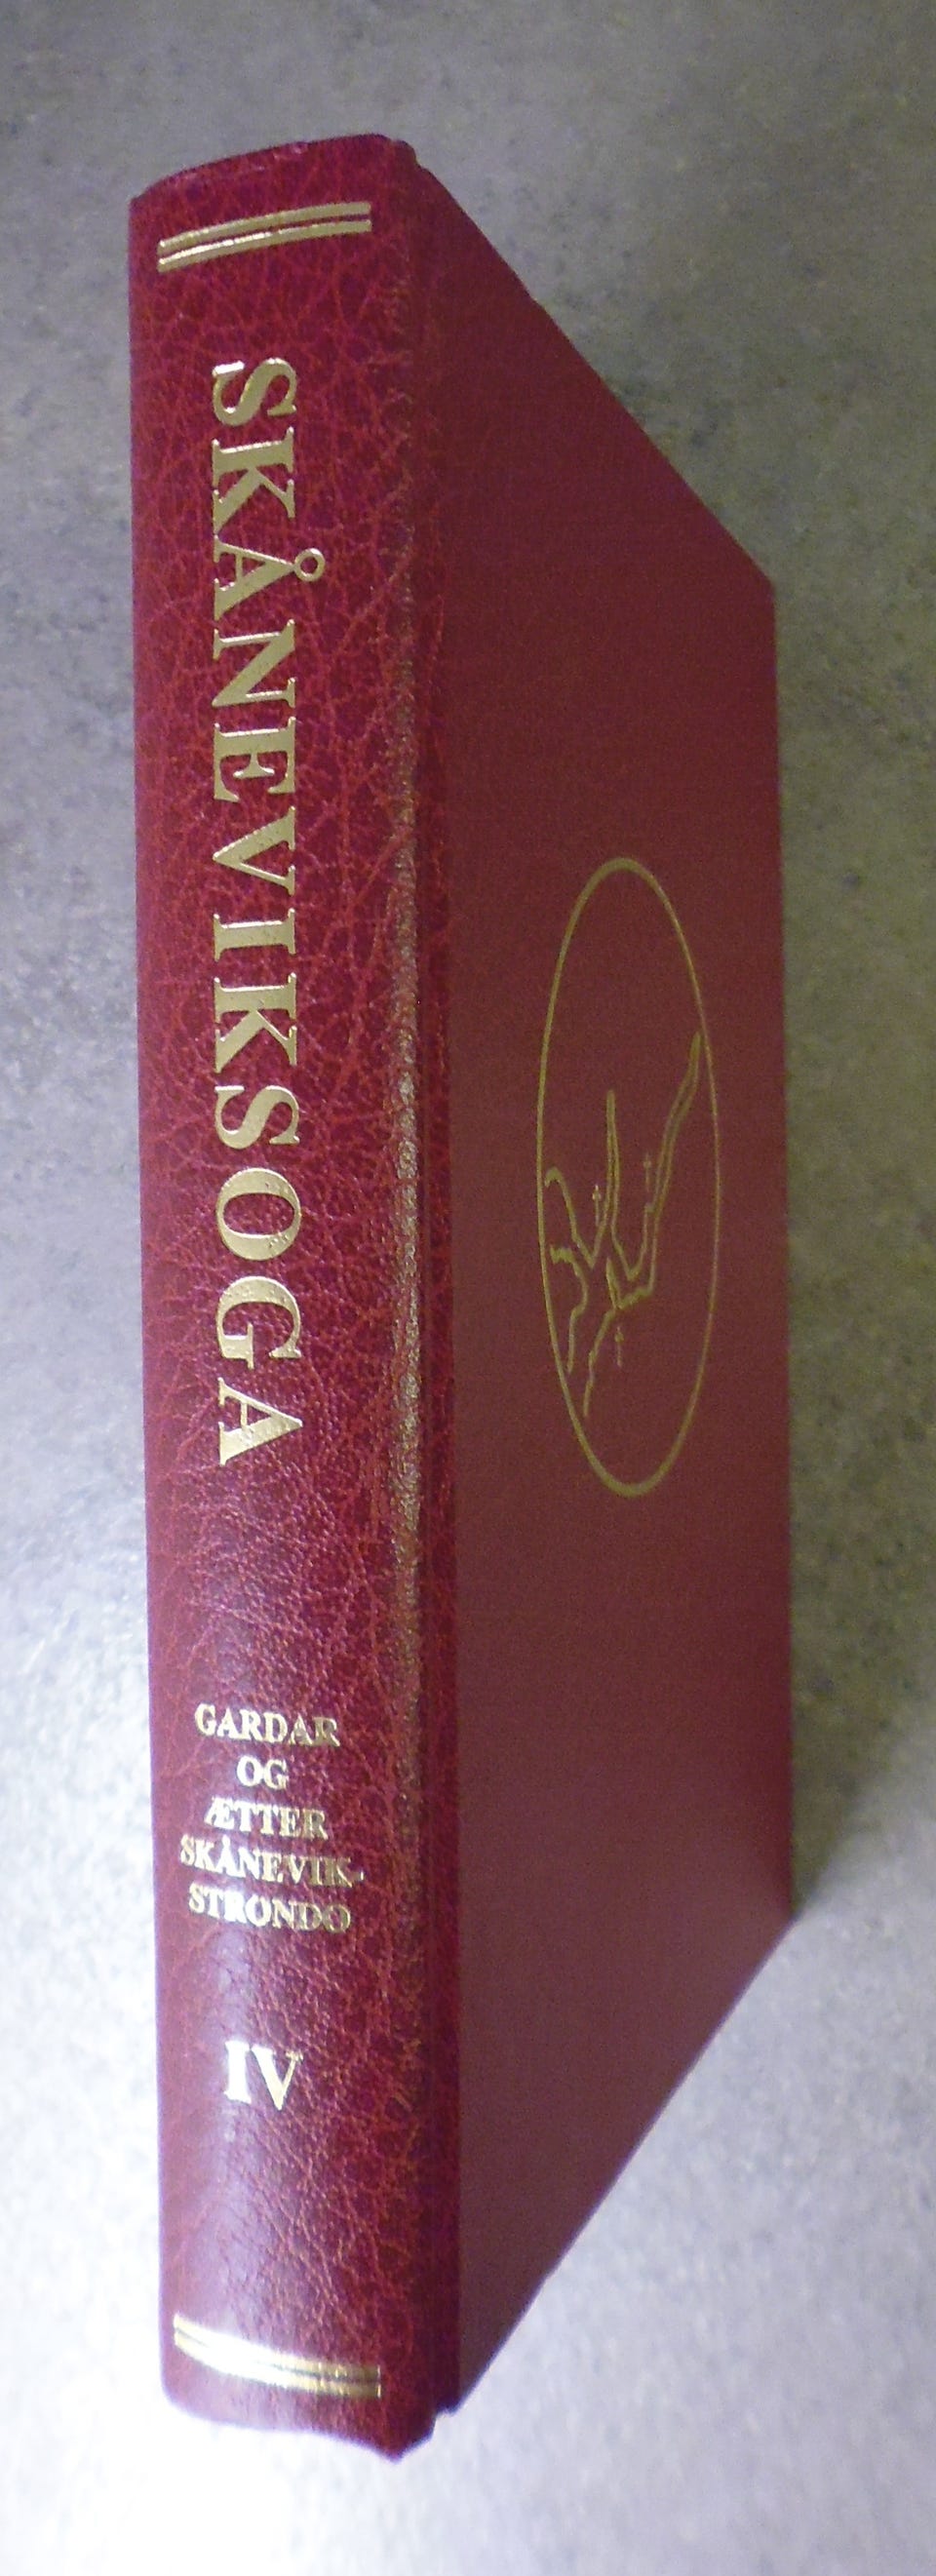 SKÅNEVIKSOGA
GARDAR
OG
ÆTTER
SKÅNEVIK-
STRONDO
IV